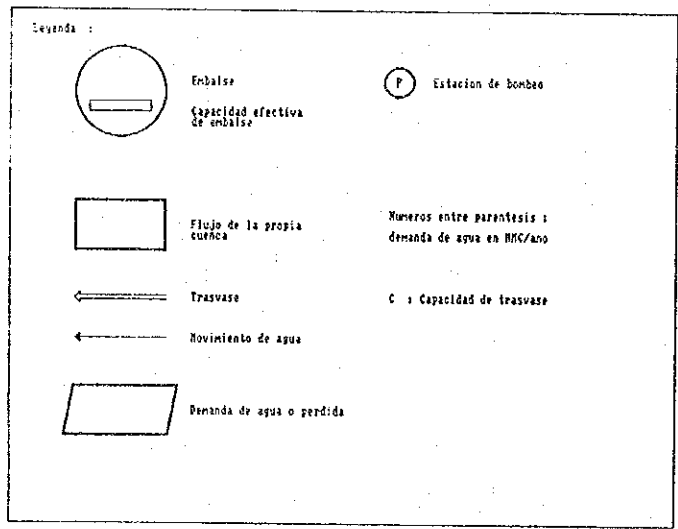 Leyenda :
Embalse
Capacidad efectiva
de embalse
P
Estacion de bombeo
Flujo de la propia
cuenca
Numeros entre parentesis :
demanda de agua en MMC/ano
Trasvase
C : Capacidad de trasvase
Movimiento de agua
Demanda de agua o perdida